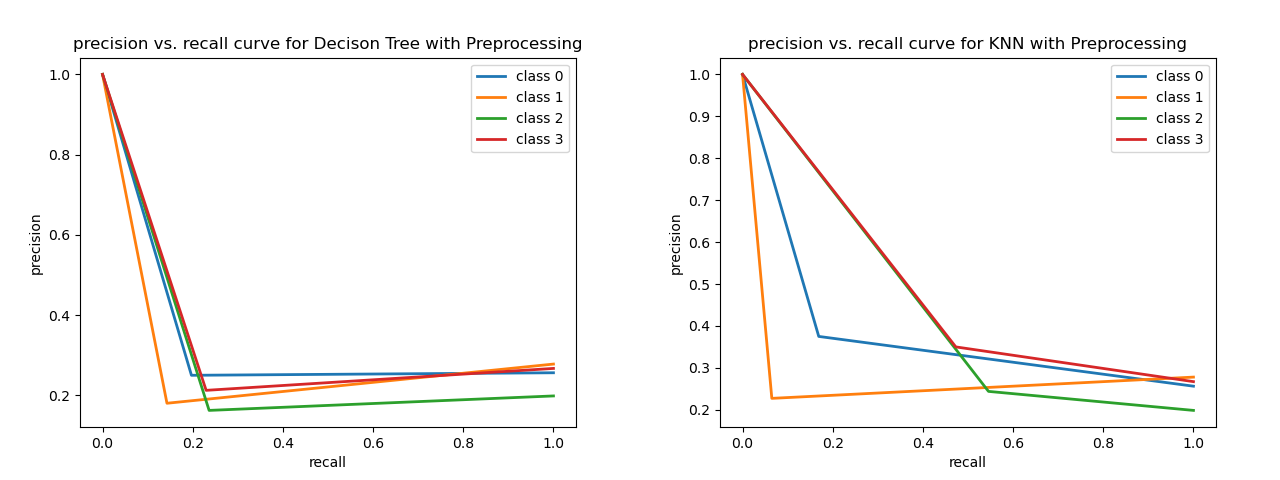 precision vs. recall curve for Decison Tree with Preprocessing
1.0
0.8
0.6
0.4
0.2
precision
class 0
class 1
class 2
class 3
0.0 0.2 0.4 0.6 0.8 1.0
recall
precision vs. recall curve for KNN with Preprocessing
1.0
0.9
0.8
0.7
0.6
0.5
0.4
0.3
0.2
precision
class 0
class 1
class 2
class 3
0.0 0.2 0.4 0.6 0.8 1.0
recall